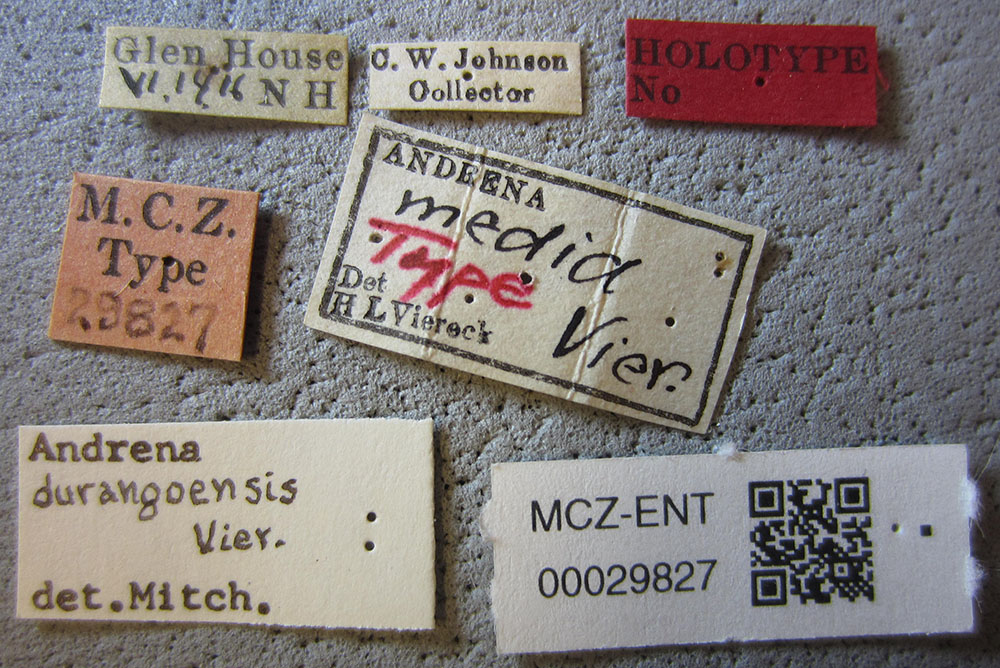 Glen House
VI, 1916 N H
C. W. Johnson
Collector
HOLOTYPE
No
M.C.Z.
Type
29827
ANDRENA
media
Type
Vier.
Det
H L Viereck
Andrena
durangoensis
Vier.
det. Mitch.
MCZ-ENT
00029827